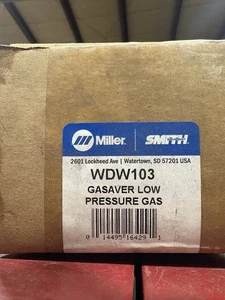 Miller SMITH
2601 Lockheed Ave | Watertown, SD 57201 USA
WDW103
GASAVER LOW
PRESSURE GAS
0 14495 16429 1